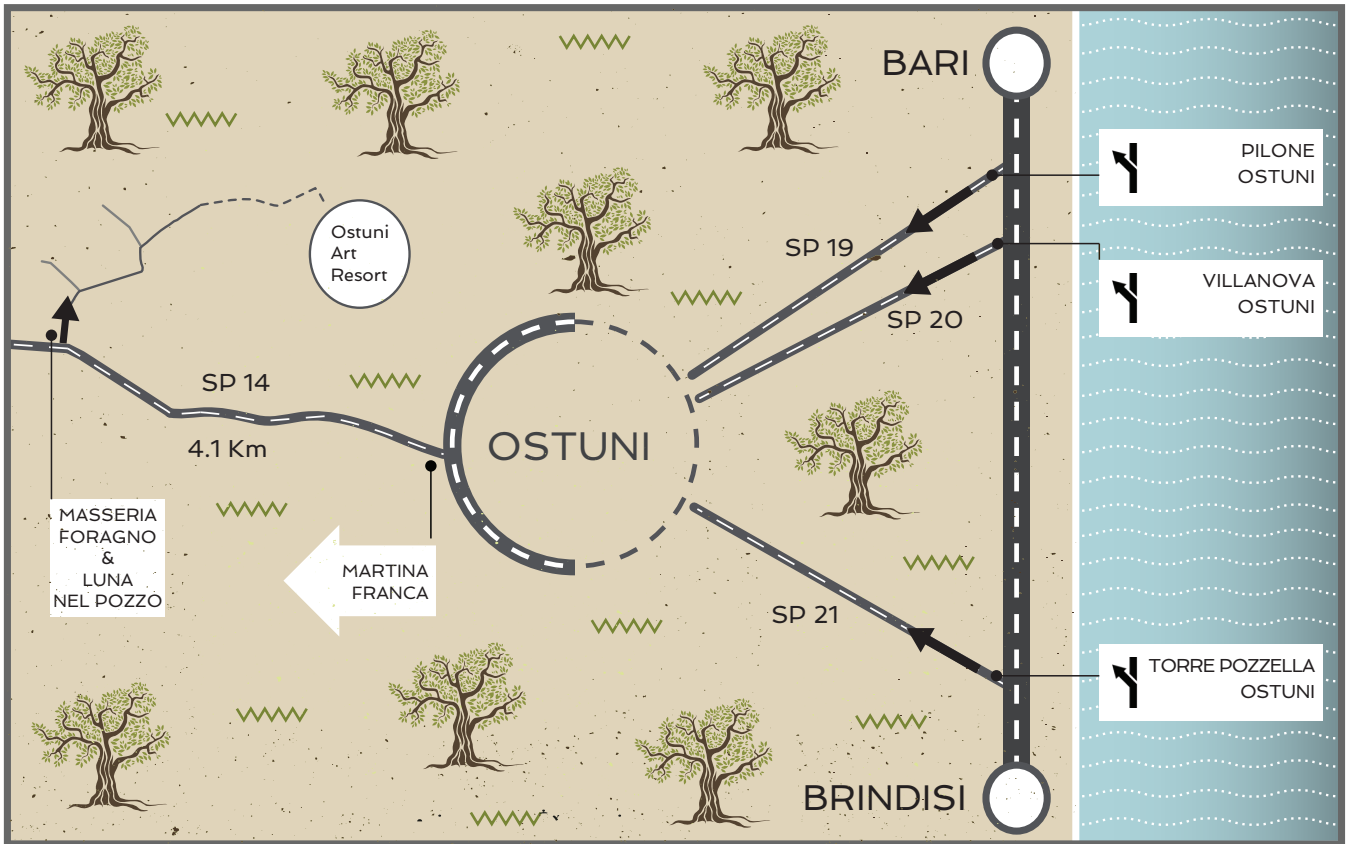 BARI
PILONE
OSTUNI
SP 19
VILLANOVA
OSTUNI
SP 20
Ostuni
Art
Resort
SP 14
4.1 Km
OSTUNI
MASSERIA
FORAGNO
&
LUNA
NEL POZZO
MARTINA
FRANCA
SP 21
TORRE POZZELLA
OSTUNI
BRINDISI